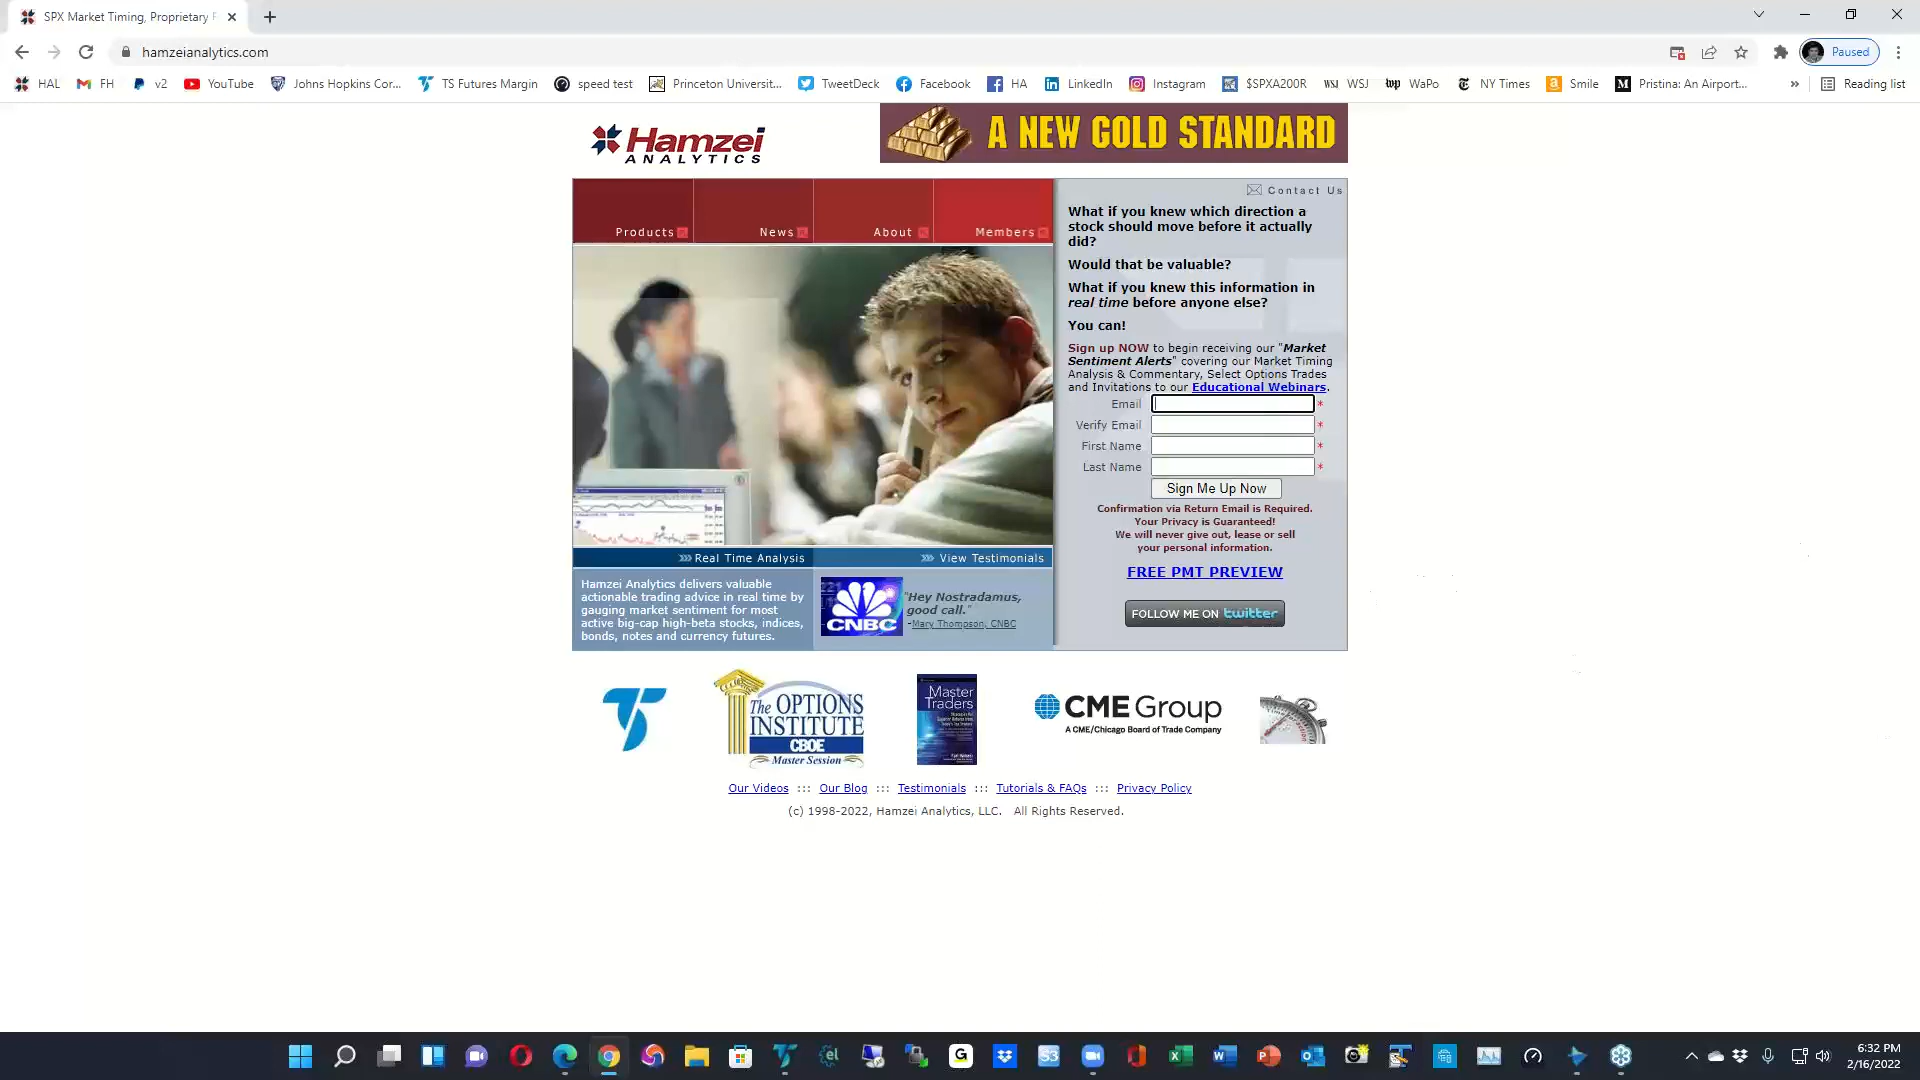 SPX Market Timing, Proprietary F
hamzeianalytics.com
Paused
HAL
FH
v2
YouTube
Johns Hopkins Cor...
TS Futures Margin
speed test
Princeton Universit...
TweetDeck
Facebook
HA
LinkedIn
Instagram
$SPXA200R
WSJ WSJ
wp WaPo
NY Times
Smile
Pristina: An Airport...
»
Reading list
Hamzei
ANALYTICS
A NEW GOLD STANDARD
Contact Us
Products
News
About
Members
What if you knew which direction a
stock should move before it actually
did?
Would that be valuable?
What if you knew this information in
real time before anyone else?
You can!
Sign up NOW to begin receiving our "Market
Sentiment Alerts" covering our Market Timing
Analysis & Commentary, Select Options Trades
and Invitations to our Educational Webinars.
Email *
Verify Email *
First Name *
Last Name *
Sign Me Up Now
Confirmation via Return Email is Required.
Your Privacy is Guaranteed!
We will never give out, lease or sell
your personal information.
FREE PMT PREVIEW
FOLLOW ME ON twitter
Real Time Analysis
View Testimonials
Hamzei Analytics delivers valuable
actionable trading advice in real time by
gauging market sentiment for most
active big-cap high-beta stocks, indices,
bonds, notes and currency futures.
CNBC
"Hey Nostradamus,
good call."
-Mary Thompson, CNBC
The OPTIONS
INSTITUTE
CBOE
Master Session
Master
Traders
CME Group
A CME/Chicago Board of Trade Company
Our Videos ::: Our Blog ::: Testimonials ::: Tutorials & FAQs ::: Privacy Policy
(c) 1998-2022, Hamzei Analytics, LLC. All Rights Reserved.
6:32 PM
2/16/2022